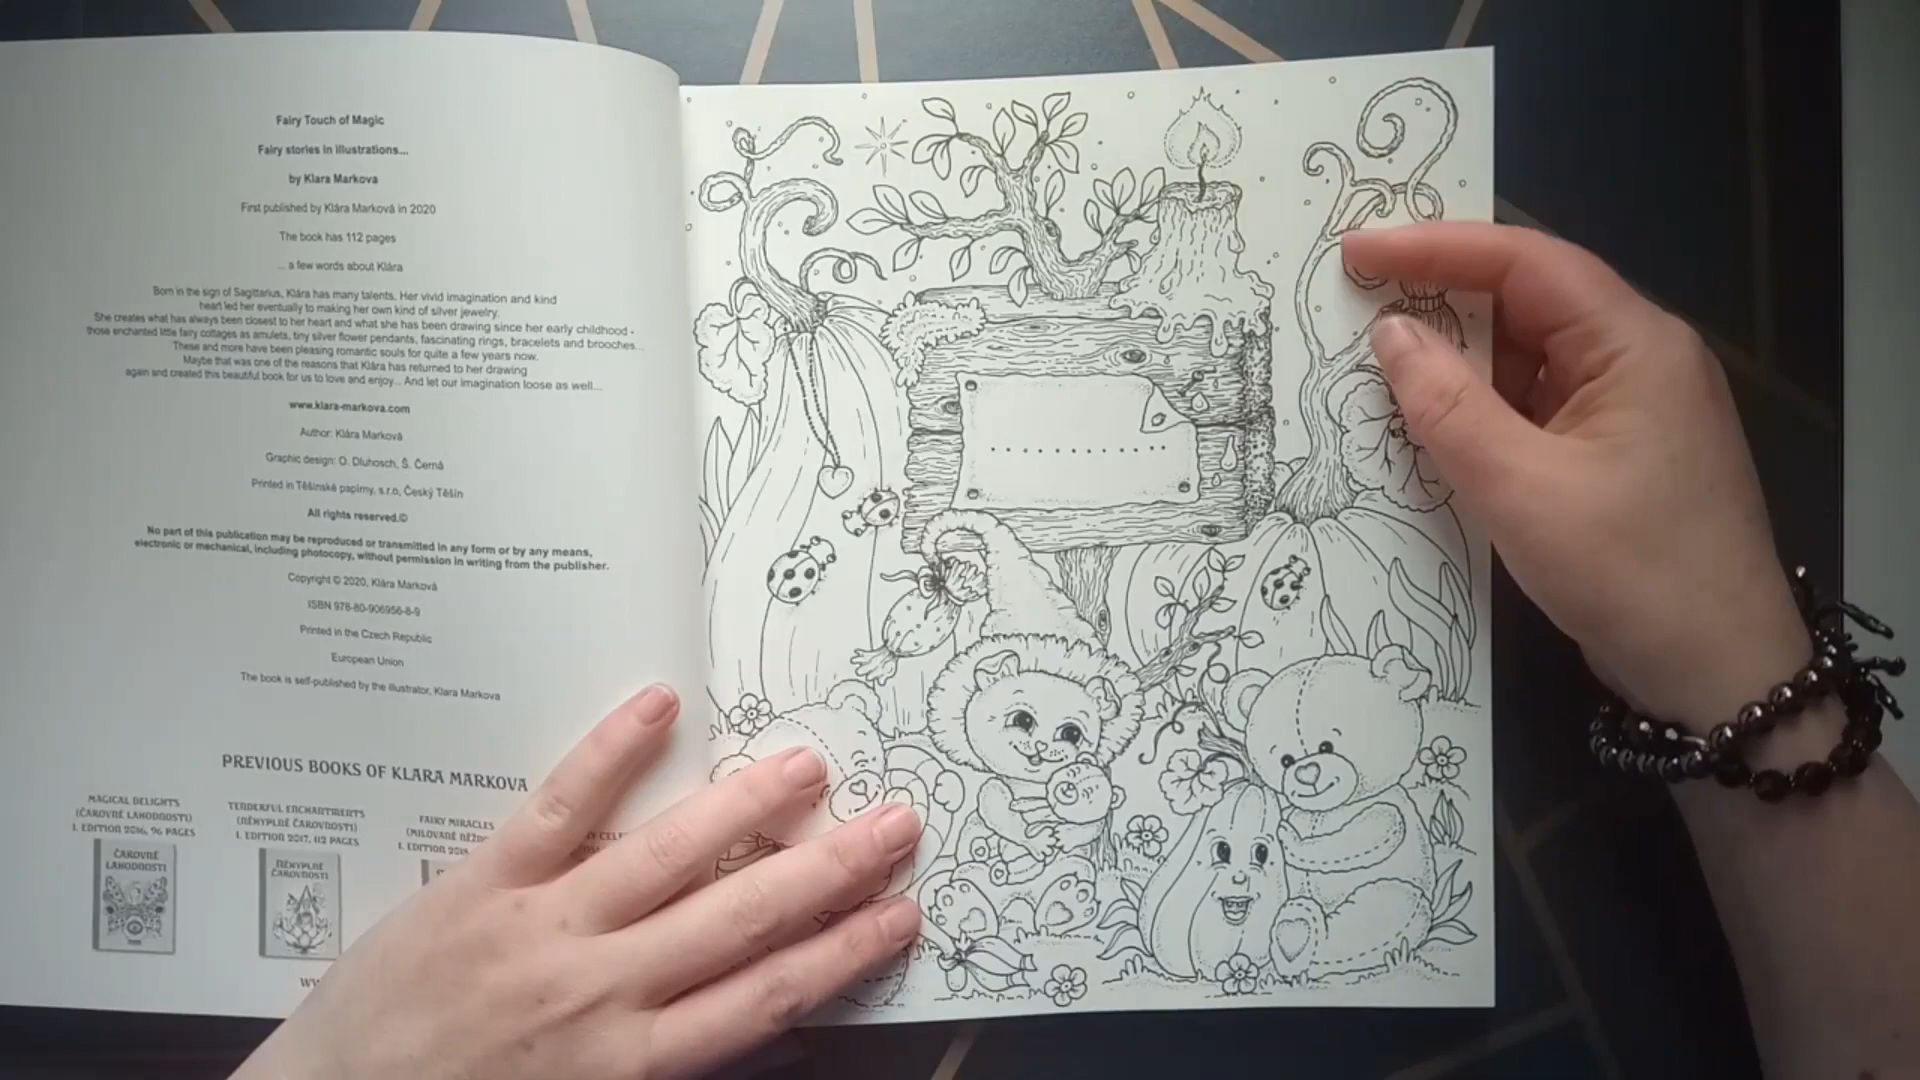 Fairy Touch of Magic
Fairy stories in illustrations...
by Klara Markova
First published by Klára Marková in 2020
The book has 112 pages
... a few words about Klára
Born in the sign of Sagittarius, Klára has many talents. Her vivid imagination and kind
heart led her eventually to making her own kind of silver jewelry.
She creates what has always been closest to her heart and what she has been drawing since her early childhood -
those enchanted little fairy cottages as amulets, tiny silver flower pendants, fascinating rings, bracelets and brooches...
These and more have been pleasing romantic souls for quite a few years now.
Maybe that was one of the reasons that Klára has returned to her drawing
again and created this beautiful book for us to love and enjoy... And let our imagination loose as well...
www.klara-markova.com
Author: Klára Marková
Graphic design: O. Dluhosch, Š. Černá
Printed in Těšínské papírny, s.r.o, Český Těšín
All rights reserved.©
No part of this publication may be reproduced or transmitted in any form or by any means,
electronic or mechanical, including photocopy, without permission in writing from the publisher.
Copyright © 2020, Klára Marková
ISBN 978-80-906956-8-9
Printed in the Czech Republic
European Union
The book is self-published by the illustrator, Klara Markova
PREVIOUS BOOKS OF KLARA MARKOVA
MAGICAL DELIGHTS
(ČAROVNÉ LAHODNOSTI)
1. EDITION 2016, 96 PAGES
ČAROVNÉ
LAHODNOSTI
TENDERFUL ENCHANTMENTS
(NĚHYPLNÉ ČAROVNOSTI)
1. EDITION 2017, 112 PAGES
NĚHYPLNÉ
ČAROVNOSTI
FAIRY MIRACLES
(MILOVANÉ
1. EDITION 2018,